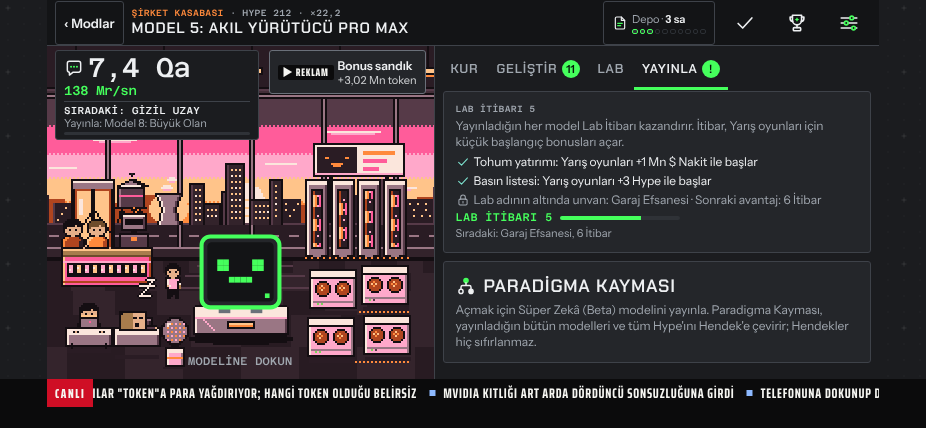 ‹ Modlar
ŞİRKET KASABASI · HYPE 212 · ×22,2
MODEL 5: AKIL YÜRÜTÜCÜ PRO MAX
Depo · 3 sa
7,4 Qa
138 Mr/sn
SIRADAKİ: GİZİL UZAY
Yayınla: Model 8: Büyük Olan
▶ REKLAM
Bonus sandık
+3,02 Mn token
MODELİNE DOKUN
KUR GELİŞTİR 11 LAB YAYINLA !
LAB İTİBARI 5
Yayınladığın her model Lab İtibarı kazandırır. İtibar, Yarış oyunları için
küçük başlangıç bonusları açar.
Tohum yatırımı: Yarış oyunları +1 Mn $ Nakit ile başlar
Basın listesi: Yarış oyunları +3 Hype ile başlar
Lab adının altında unvan: Garaj Efsanesi · Sonraki avantaj: 6 İtibar
LAB İTİBARI 5
Sıradaki: Garaj Efsanesi, 6 İtibar
PARADİGMA KAYMASI
Açmak için Süper Zekâ (Beta) modelini yayınla. Paradigma Kayması,
yayınladığın bütün modelleri ve tüm Hype'ını Hendek'e çevirir; Hendekler
hiç sıfırlanmaz.
CANLI ILAR "TOKEN"A PARA YAĞDIRIYOR; HANGİ TOKEN OLDUĞU BELİRSİZ ■ MVIDIA KITLIĞI ART ARDA DÖRDÜNCÜ SONSUZLUĞUNA GİRDİ ■ TELEFONUNA DOKUNUP D